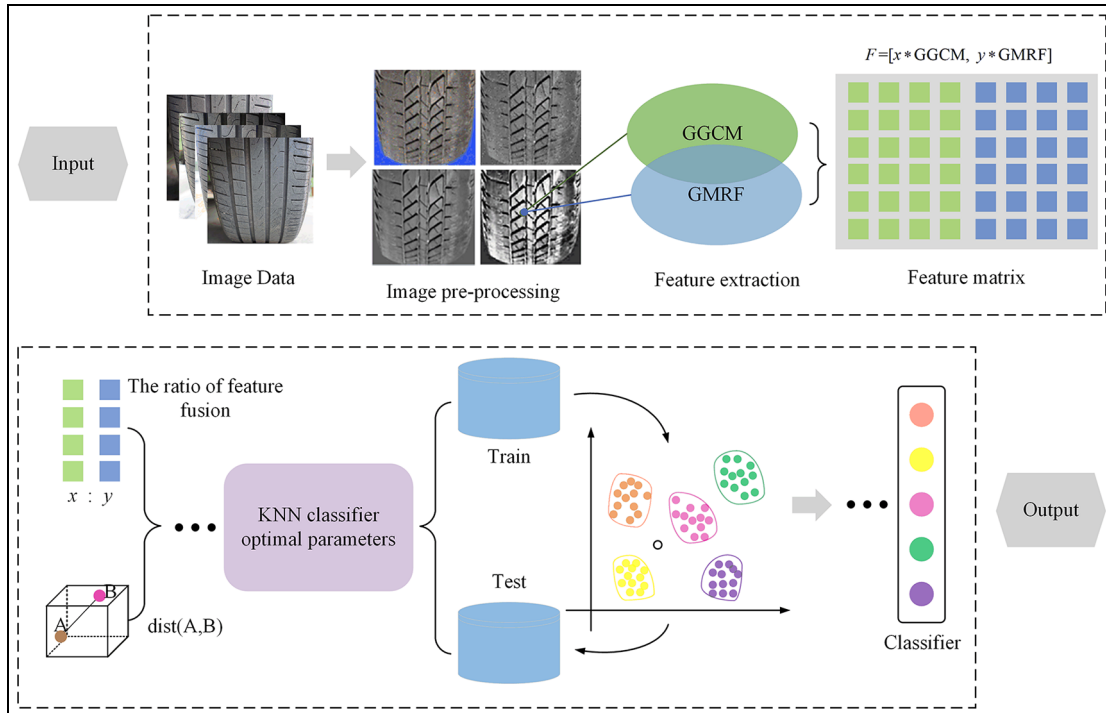 F=[x*GGCM, y*GMRF]
Input
GGCM
GMRF
Image Data
Image pre-processing
Feature extraction
Feature matrix
The ratio of feature
fusion
x : y
Train
KNN classifier
optimal parameters
Test
B
A
dist(A,B)
Output
Classifier